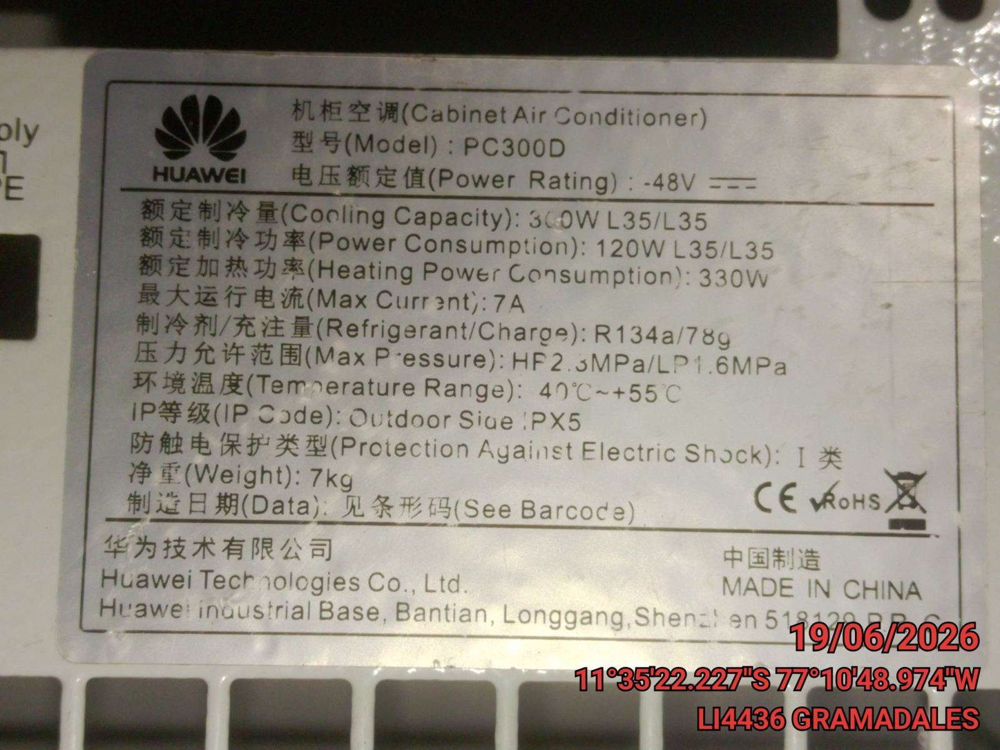 机柜空调(Cabinet Air Conditioner)
型号(Model) : PC300D
HUAWEI
电压额定值(Power Rating) : -48V
额定制冷量(Cooling Capacity): 300W L35/L35
额定制冷功率(Power Consumption): 120W L35/L35
额定加热功率(Heating Power Consumption): 330W
最大运行电流(Max Current): 7A
制冷剂/充注量(Refrigerant/Charge): R134a/78g
压力允许范围(Max Pressure): HP2.3MPa/LP1.6MPa
环境温度(Temperature Range): 40℃~+55℃
IP等级(IP Code): Outdoor Side IPX5
防触电保护类型(Protection Against Electric Shock): I 类
净重(Weight): 7kg
制造日期(Data): 见条形码(See Barcode)
CE RoHS
华为技术有限公司
Huawei Technologies Co., Ltd.
Huawei Industrial Base, Bantian, Longgang, Shenzhen 518129 P.R.C
中国制造
MADE IN CHINA
PE
19/06/2026
11°35'22.227"S 77°10'48.974"W
LI4436 GRAMADALES